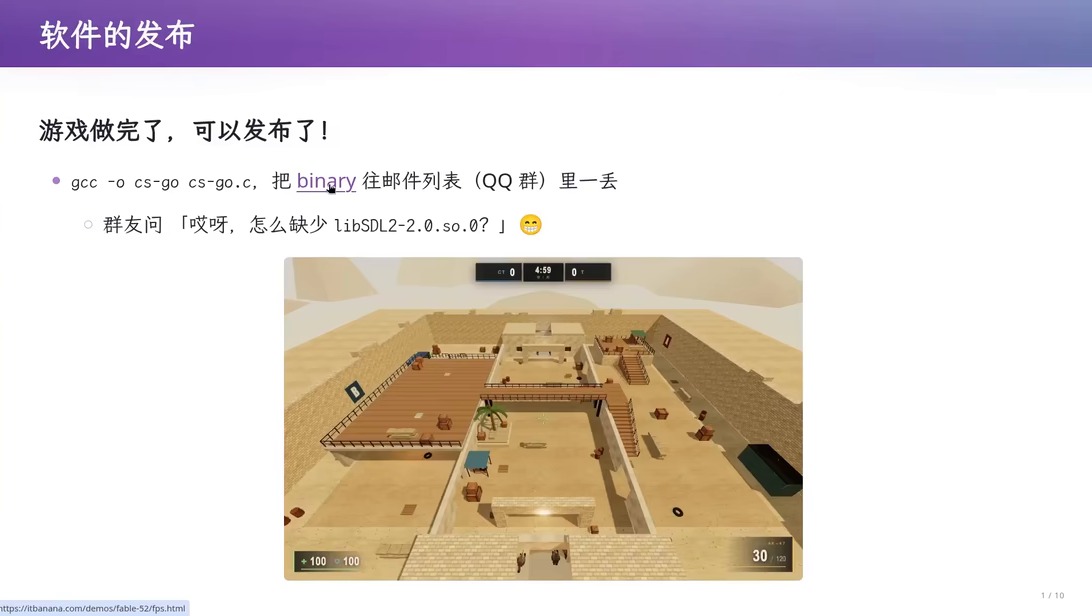 软件的发布
游戏做完了，可以发布了！
gcc -o cs-go cs-go.c，把 binary 往邮件列表（QQ 群）里一丢
群友问 「哎呀，怎么缺少 libSDL2-2.0.so.0？」😁
CT 0 4:59 0 T
B
+ 100 100
30 / 120
1 / 10
https://itbanana.com/demos/fable-52/fps.html